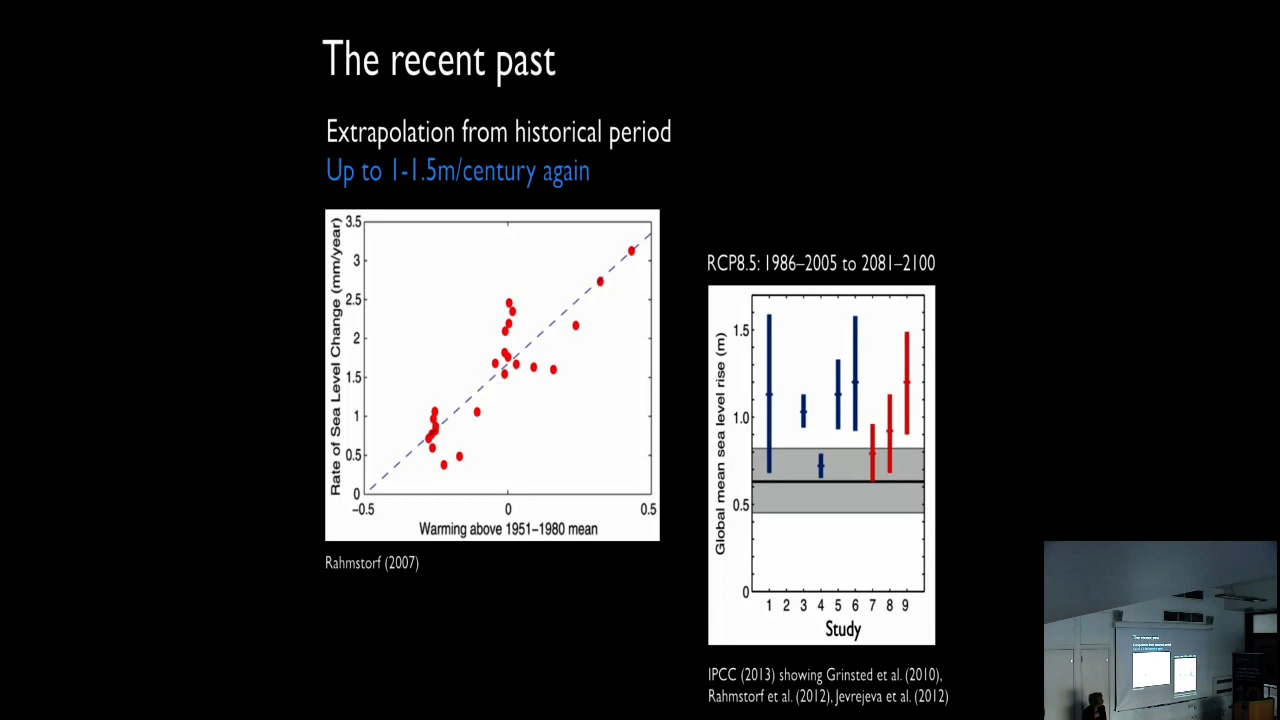 The recent past
Extrapolation from historical period
Up to 1-1.5m/century again
Rate of Sea Level Change (mm/year)
3.5
3
2.5
2
1.5
1
0.5
0
−0.5
0
0.5
Warming above 1951−1980 mean
Rahmstorf (2007)
RCP8.5: 1986–2005 to 2081–2100
Global mean sea level rise (m)
1.5
1.0
0.5
0
1 2 3 4 5 6 7 8 9
Study
IPCC (2013) showing Grinsted et al. (2010),
Rahmstorf et al. (2012), Jevrejeva et al. (2012)
The recent past